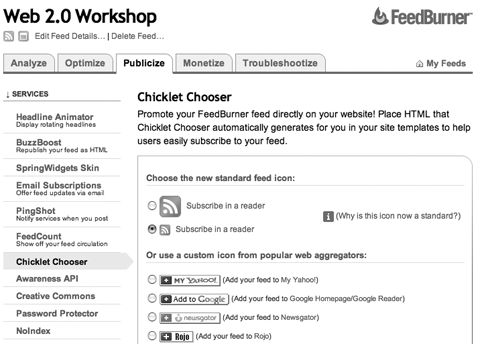 Web 2.0 Workshop
FeedBurner
Edit Feed Details... | Delete Feed...
Analyze Optimize Publicize Monetize Troubleshootize My Feeds
↓ SERVICES
Headline Animator
Display rotating headlines
BuzzBoost
Republish your feed as HTML
SpringWidgets Skin
Email Subscriptions
Offer feed updates via email
PingShot
Notify services when you post
FeedCount
Show off your feed circulation
Chicklet Chooser
Awareness API
Creative Commons
Password Protector
NoIndex
Chicklet Chooser
Promote your FeedBurner feed directly on your website! Place HTML that
Chicklet Chooser automatically generates for you in your site templates to help
users easily subscribe to your feed.
Choose the new standard feed icon:
Subscribe in a reader
i (Why is this icon now a standard?)
Subscribe in a reader
Or use a custom icon from popular web aggregators:
+ MY YAHOO! (Add your feed to My Yahoo!)
+ Add to Google (Add your feed to Google Homepage/Google Reader)
+ newsgator (Add your feed to Newsgator)
+ Rojo (Add your feed to Rojo)